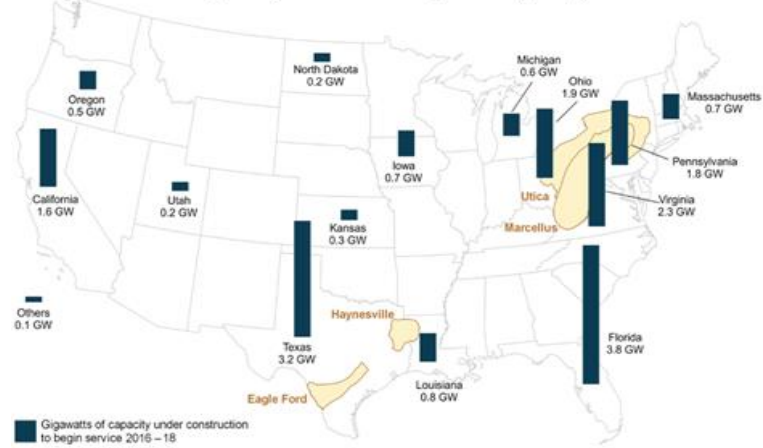 North Dakota
0.2 GW
Michigan
0.6 GW
Ohio
1.9 GW
Oregon
0.5 GW
Massachusetts
0.7 GW
Iowa
0.7 GW
Pennsylvania
1.8 GW
California
1.6 GW
Utah
0.2 GW
Utica
Virginia
2.3 GW
Kansas
0.3 GW
Marcellus
Others
0.1 GW
Haynesville
Texas
3.2 GW
Florida
3.8 GW
Louisiana
0.8 GW
Eagle Ford
Gigawatts of capacity under construction
to begin service 2016 – 18